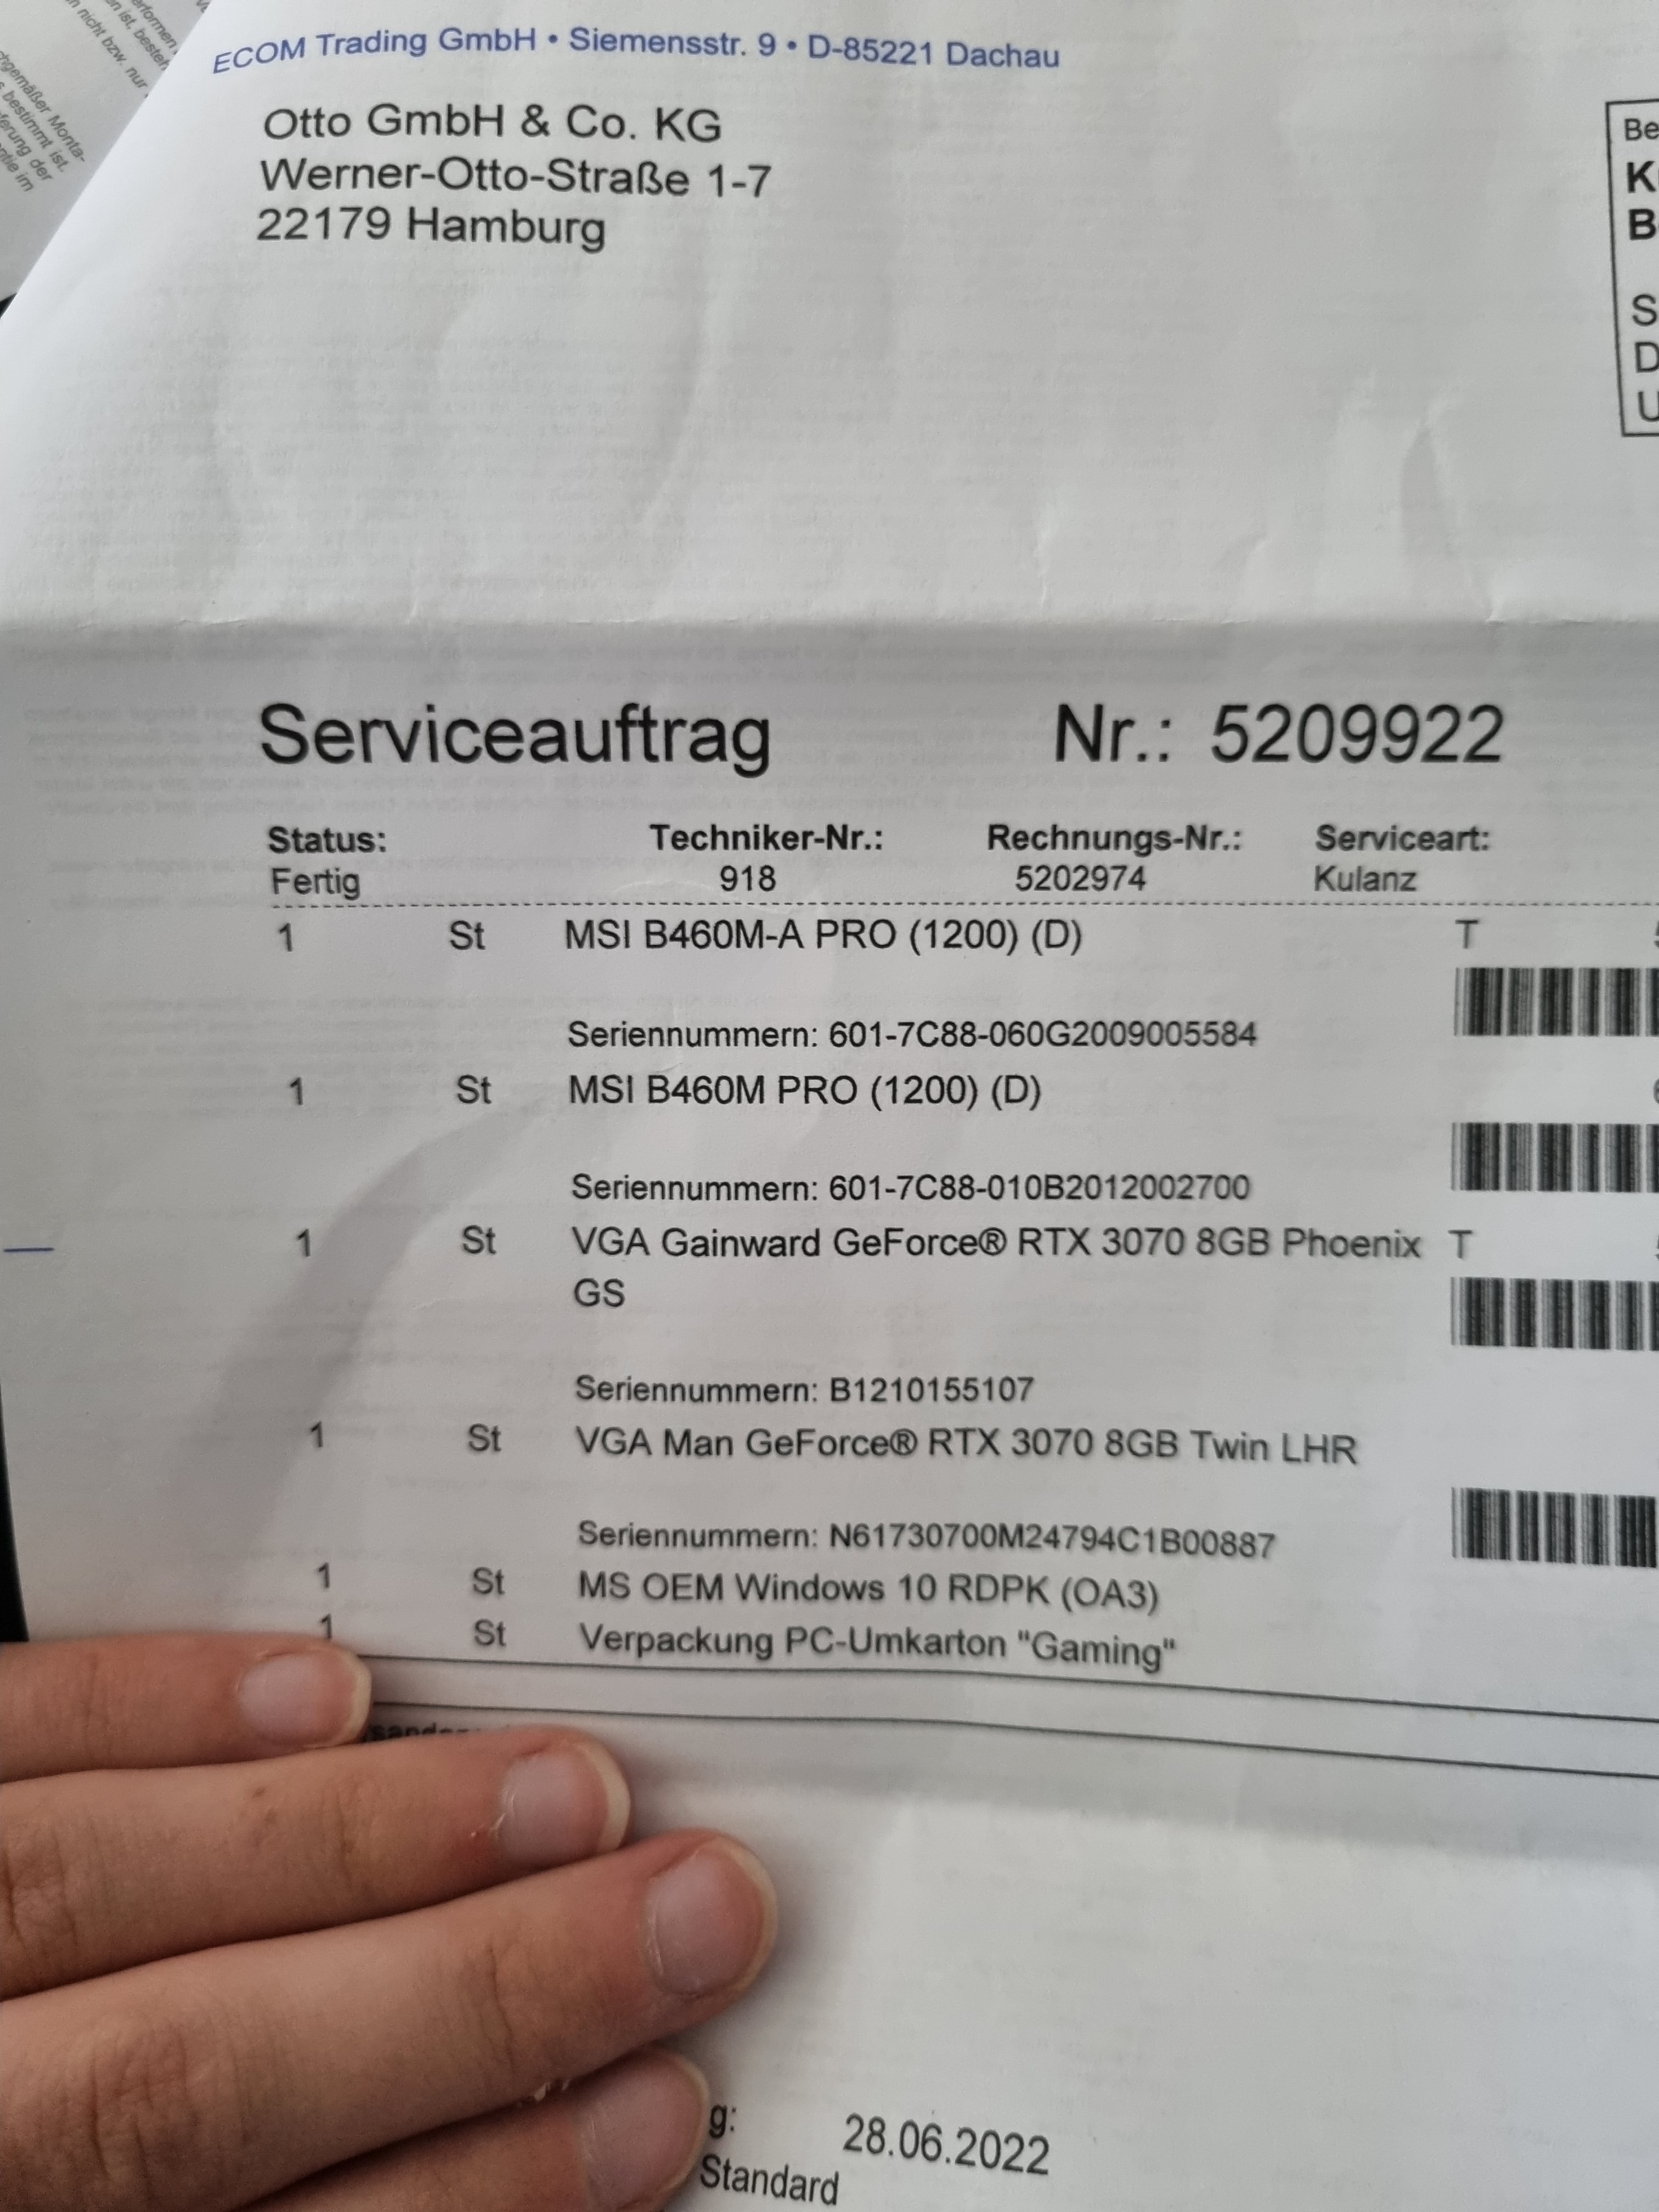 ECOM Trading GmbH • Siemensstr. 9 • D-85221 Dachau
Otto GmbH & Co. KG
Werner-Otto-Straße 1-7
22179 Hamburg
Serviceauftrag Nr.: 5209922
Status: Techniker-Nr.: Rechnungs-Nr.: Serviceart:
Fertig 918 5202974 Kulanz
1 St MSI B460M-A PRO (1200) (D) T
Seriennummern: 601-7C88-060G2009005584
1 St MSI B460M PRO (1200) (D)
Seriennummern: 601-7C88-010B2012002700
1 St VGA Gainward GeForce® RTX 3070 8GB Phoenix T
GS
Seriennummern: B1210155107
1 St VGA Man GeForce® RTX 3070 8GB Twin LHR
Seriennummern: N61730700M24794C1B00887
1 St MS OEM Windows 10 RDPK (OA3)
1 St Verpackung PC-Umkarton "Gaming"
g: 28.06.2022
Standard